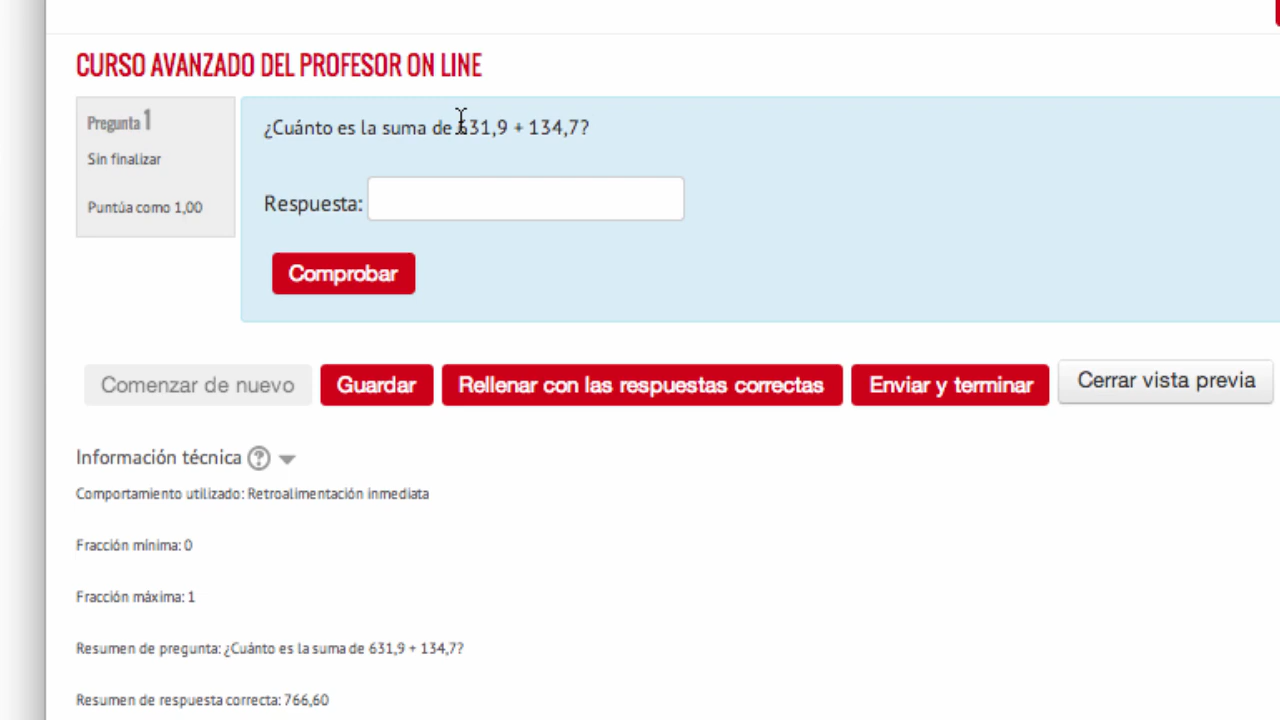 CURSO AVANZADO DEL PROFESOR ON LINE
Pregunta 1
Sin finalizar
Puntúa como 1,00
¿Cuánto es la suma de 631,9 + 134,7?
Respuesta:
Comprobar
Comenzar de nuevo Guardar Rellenar con las respuestas correctas Enviar y terminar Cerrar vista previa
Información técnica ?
Comportamiento utilizado: Retroalimentación inmediata
Fracción mínima: 0
Fracción máxima: 1
Resumen de pregunta: ¿Cuánto es la suma de 631,9 + 134,7?
Resumen de respuesta correcta: 766,60